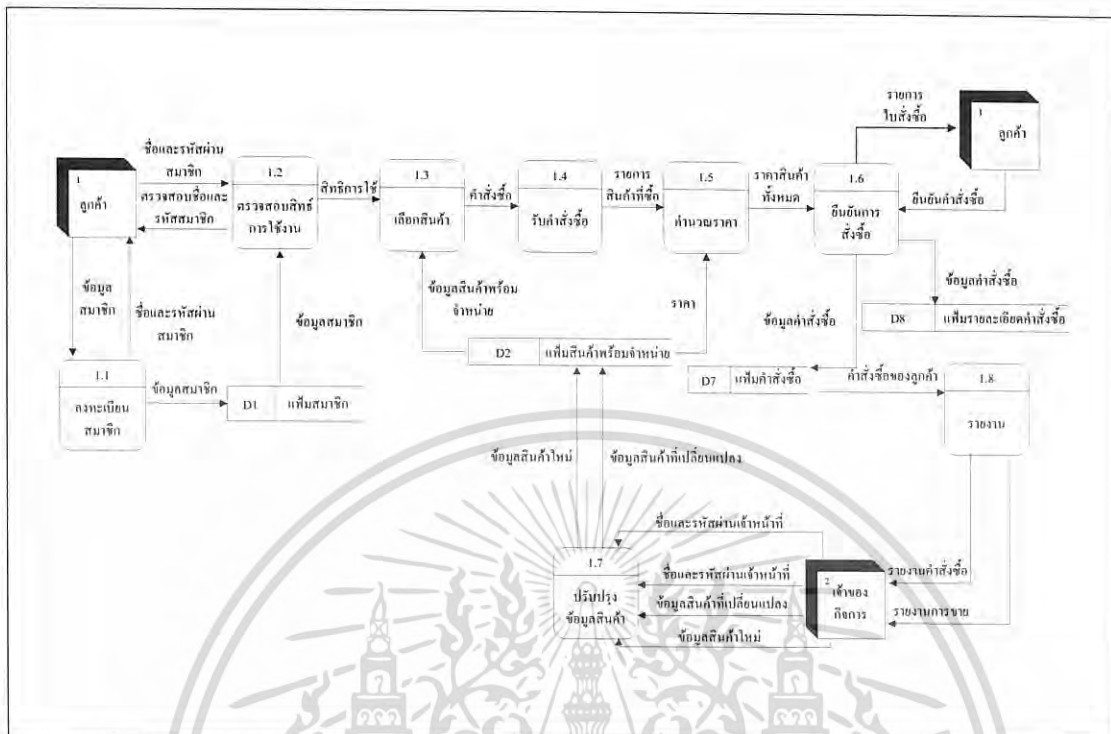 รายการ
ใบสั่งซื้อ
1
ลูกค้า
ยืนยันคำสั่งซื้อ
1
ลูกค้า
ชื่อและรหัสผ่าน
สมาชิก
ตรวจสอบชื่อและ
รหัสสมาชิก
1.2
ตรวจสอบสิทธิ์
การใช้งาน
สิทธิการใช้
1.3
เลือกสินค้า
คำสั่งซื้อ
1.4
รับคำสั่งซื้อ
รายการ
สินค้าที่ซื้อ
1.5
คำนวณราคา
ราคาสินค้า
ทั้งหมด
1.6
ยืนยันการ
สั่งซื้อ
ข้อมูล
สมาชิก
ชื่อและรหัสผ่าน
สมาชิก
ข้อมูลสมาชิก
ข้อมูลสินค้าพร้อม
จำหน่าย
ราคา
ข้อมูลคำสั่งซื้อ
ข้อมูลคำสั่งซื้อ
D8 แฟ้มรายละเอียดคำสั่งซื้อ
D2 แฟ้มสินค้าพร้อมจำหน่าย
1.1
ลงทะเบียน
สมาชิก
ข้อมูลสมาชิก
D1 แฟ้มสมาชิก
D7 แฟ้มคำสั่งซื้อ
คำสั่งซื้อของลูกค้า
1.8
รายงาน
ข้อมูลสินค้าใหม่
ข้อมูลสินค้าที่เปลี่ยนแปลง
ชื่อและรหัสผ่านเจ้าหน้าที่
1.7
ปรับปรุง
ข้อมูลสินค้า
ชื่อและรหัสผ่านเจ้าหน้าที่
ข้อมูลสินค้าที่เปลี่ยนแปลง
ข้อมูลสินค้าใหม่
2
เจ้าของ
กิจการ
รายงานคำสั่งซื้อ
รายงานการขาย